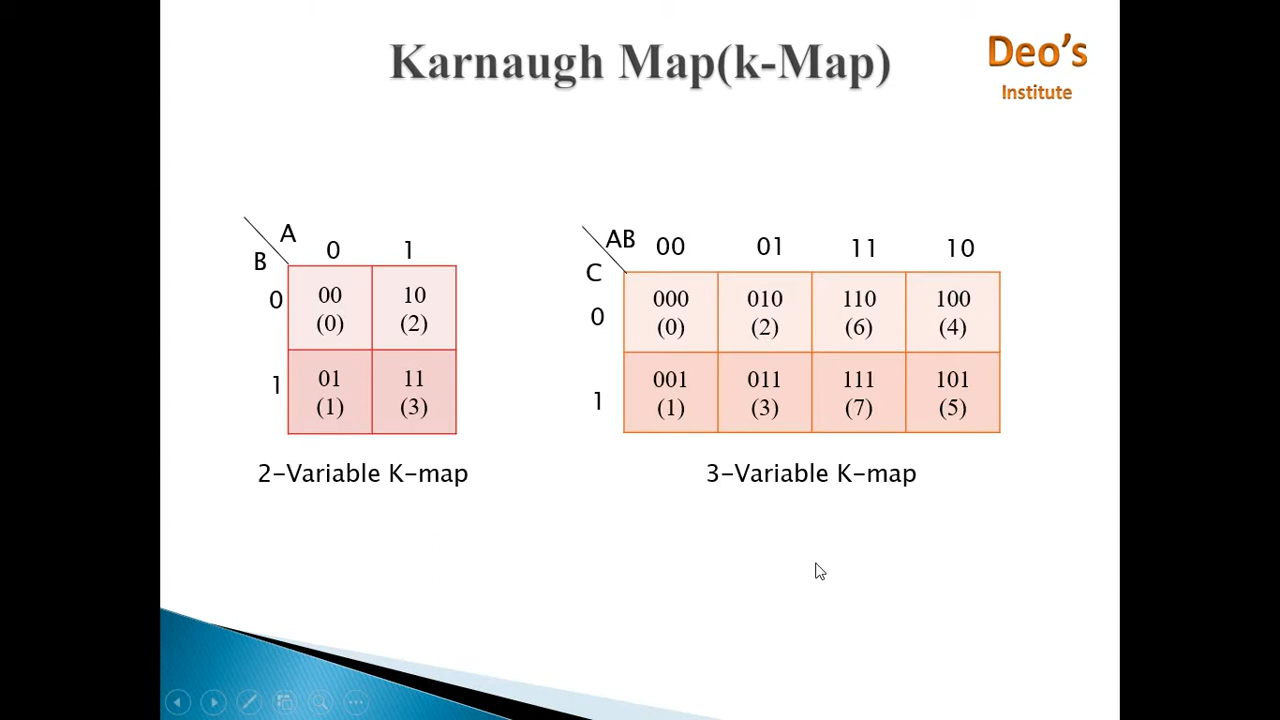 Karnaugh Map(k-Map)
Deo's
Institute
A
B
0 1
0
00 10
(0) (2)
1
01 11
(1) (3)
2-Variable K-map
AB
C
00 01 11 10
0
000 010 110 100
(0) (2) (6) (4)
1
001 011 111 101
(1) (3) (7) (5)
3-Variable K-map